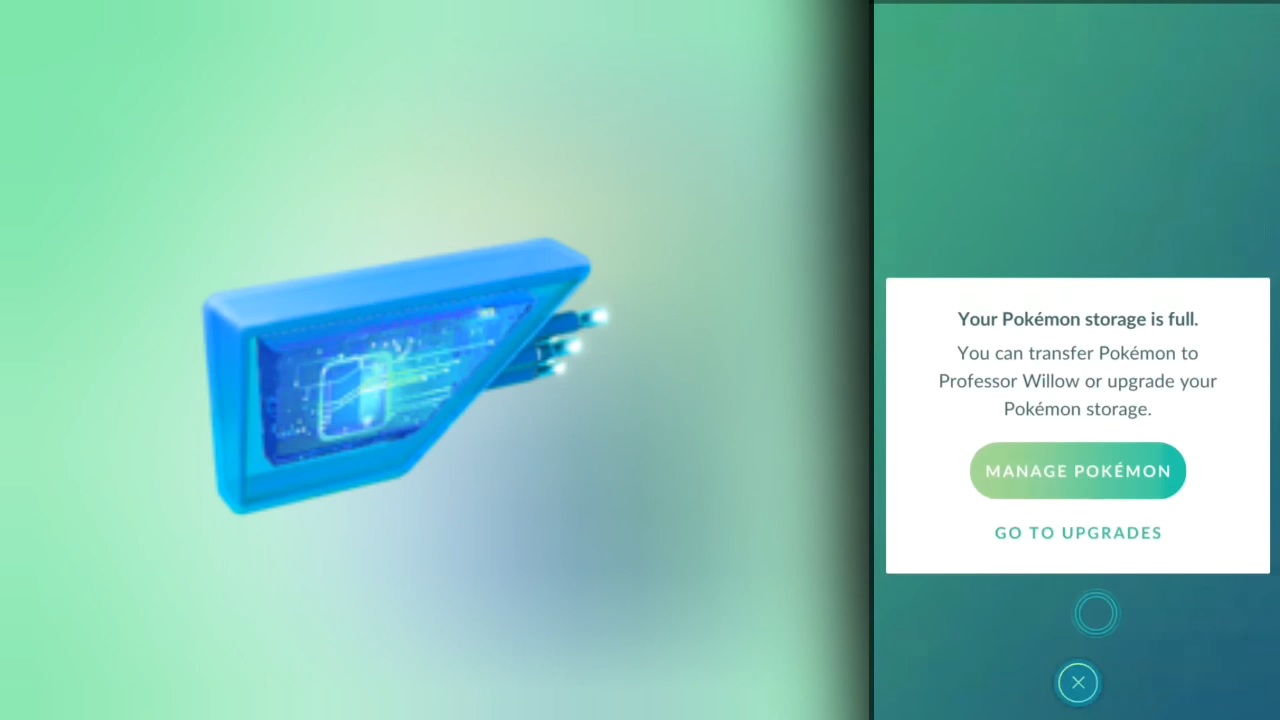 Your Pokémon storage is full.
You can transfer Pokémon to
Professor Willow or upgrade your
Pokémon storage.
MANAGE POKÉMON
GO TO UPGRADES